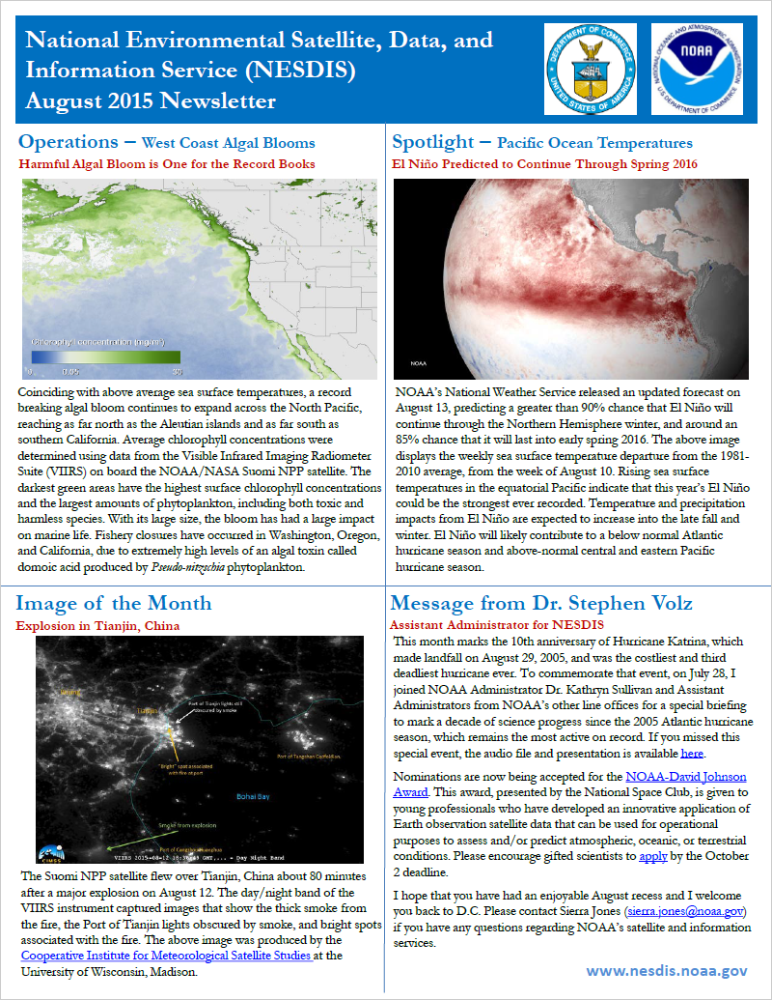 National Environmental Satellite, Data, and
Information Service (NESDIS)
August 2015 Newsletter
DEPARTMENT OF COMMERCE
UNITED STATES OF AMERICA
NATIONAL OCEANIC AND ATMOSPHERIC ADMINISTRATION
NOAA
U.S. DEPARTMENT OF COMMERCE
Operations – West Coast Algal Blooms
Harmful Algal Bloom is One for the Record Books
Chlorophyll concentration (mg/m³)
0 0.05 30
Coinciding with above average sea surface temperatures, a record
breaking algal bloom continues to expand across the North Pacific,
reaching as far north as the Aleutian islands and as far south as
southern California. Average chlorophyll concentrations were
determined using data from the Visible Infrared Imaging Radiometer
Suite (VIIRS) on board the NOAA/NASA Suomi NPP satellite. The
darkest green areas have the highest surface chlorophyll concentrations
and the largest amounts of phytoplankton, including both toxic and
harmless species. With its large size, the bloom has had a large impact
on marine life. Fishery closures have occurred in Washington, Oregon,
and California, due to extremely high levels of an algal toxin called
domoic acid produced by Pseudo-nitzschia phytoplankton.
Spotlight – Pacific Ocean Temperatures
El Niño Predicted to Continue Through Spring 2016
NOAA
NOAA's National Weather Service released an updated forecast on
August 13, predicting a greater than 90% chance that El Niño will
continue through the Northern Hemisphere winter, and around an
85% chance that it will last into early spring 2016. The above image
displays the weekly sea surface temperature departure from the 1981-
2010 average, from the week of August 10. Rising sea surface
temperatures in the equatorial Pacific indicate that this year's El Niño
could be the strongest ever recorded. Temperature and precipitation
impacts from El Niño are expected to increase into the late fall and
winter. El Niño will likely contribute to a below normal Atlantic
hurricane season and above-normal central and eastern Pacific
hurricane season.
Image of the Month
Explosion in Tianjin, China
Beijing
Tianjin
Port of Tianjin lights still
obscured by smoke
"Bright" spot associated
with fire at port
Port of Tangshan Caofeidian
Bohai Bay
Smoke from explosion
Port of Cangzhou Huanghua
CIMSS
VIIRS 2015-08-12 18:36:45 GMT,... - Day Night Band
The Suomi NPP satellite flew over Tianjin, China about 80 minutes
after a major explosion on August 12. The day/night band of the
VIIRS instrument captured images that show the thick smoke from
the fire, the Port of Tianjin lights obscured by smoke, and bright spots
associated with the fire. The above image was produced by the
Cooperative Institute for Meteorological Satellite Studies at the
University of Wisconsin, Madison.
Message from Dr. Stephen Volz
Assistant Administrator for NESDIS
This month marks the 10th anniversary of Hurricane Katrina, which
made landfall on August 29, 2005, and was the costliest and third
deadliest hurricane ever. To commemorate that event, on July 28, I
joined NOAA Administrator Dr. Kathryn Sullivan and Assistant
Administrators from NOAA's other line offices for a special briefing
to mark a decade of science progress since the 2005 Atlantic hurricane
season, which remains the most active on record. If you missed this
special event, the audio file and presentation is available here.
Nominations are now being accepted for the NOAA-David Johnson
Award. This award, presented by the National Space Club, is given to
young professionals who have developed an innovative application of
Earth observation satellite data that can be used for operational
purposes to assess and/or predict atmospheric, oceanic, or terrestrial
conditions. Please encourage gifted scientists to apply by the October
2 deadline.
I hope that you have had an enjoyable August recess and I welcome
you back to D.C. Please contact Sierra Jones (sierra.jones@noaa.gov)
if you have any questions regarding NOAA's satellite and information
services.
www.nesdis.noaa.gov